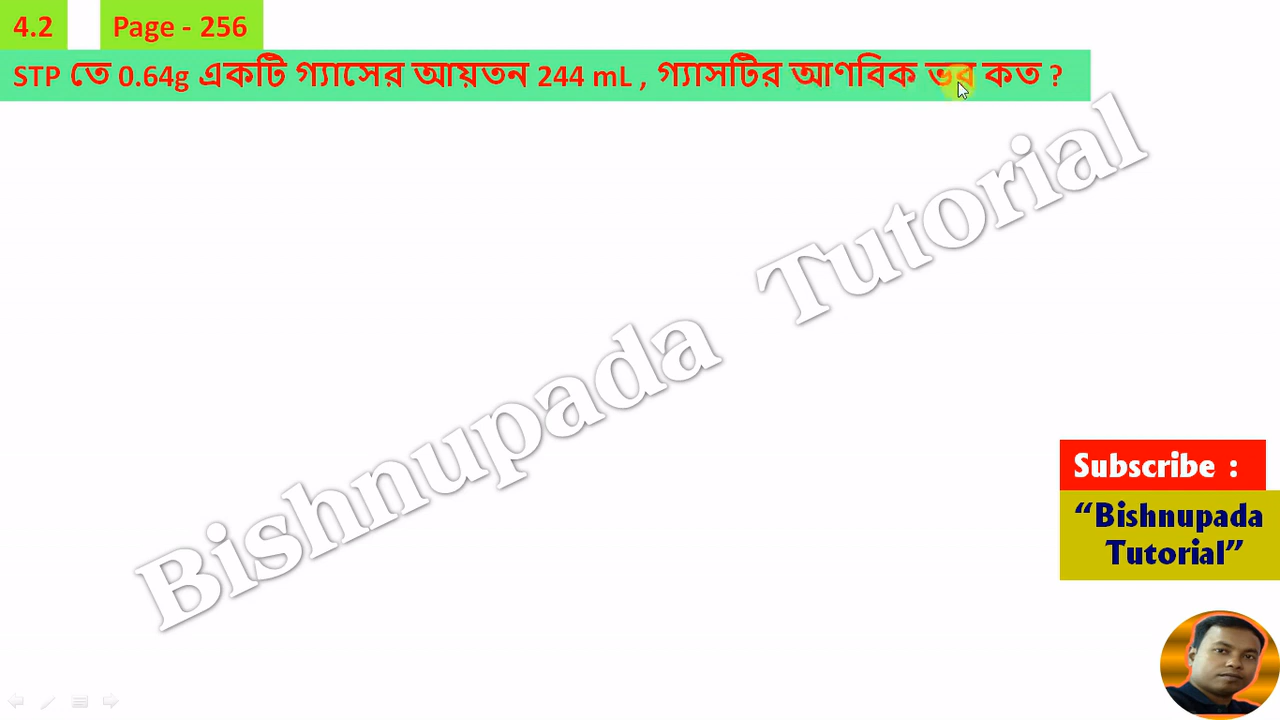 4.2 Page - 256
STP তে 0.64g একটি গ্যাসের আয়তন 244 mL , গ্যাসটির আণবিক ভর কত ?
Bishnupada Tutorial
Subscribe :
“Bishnupada
Tutorial”